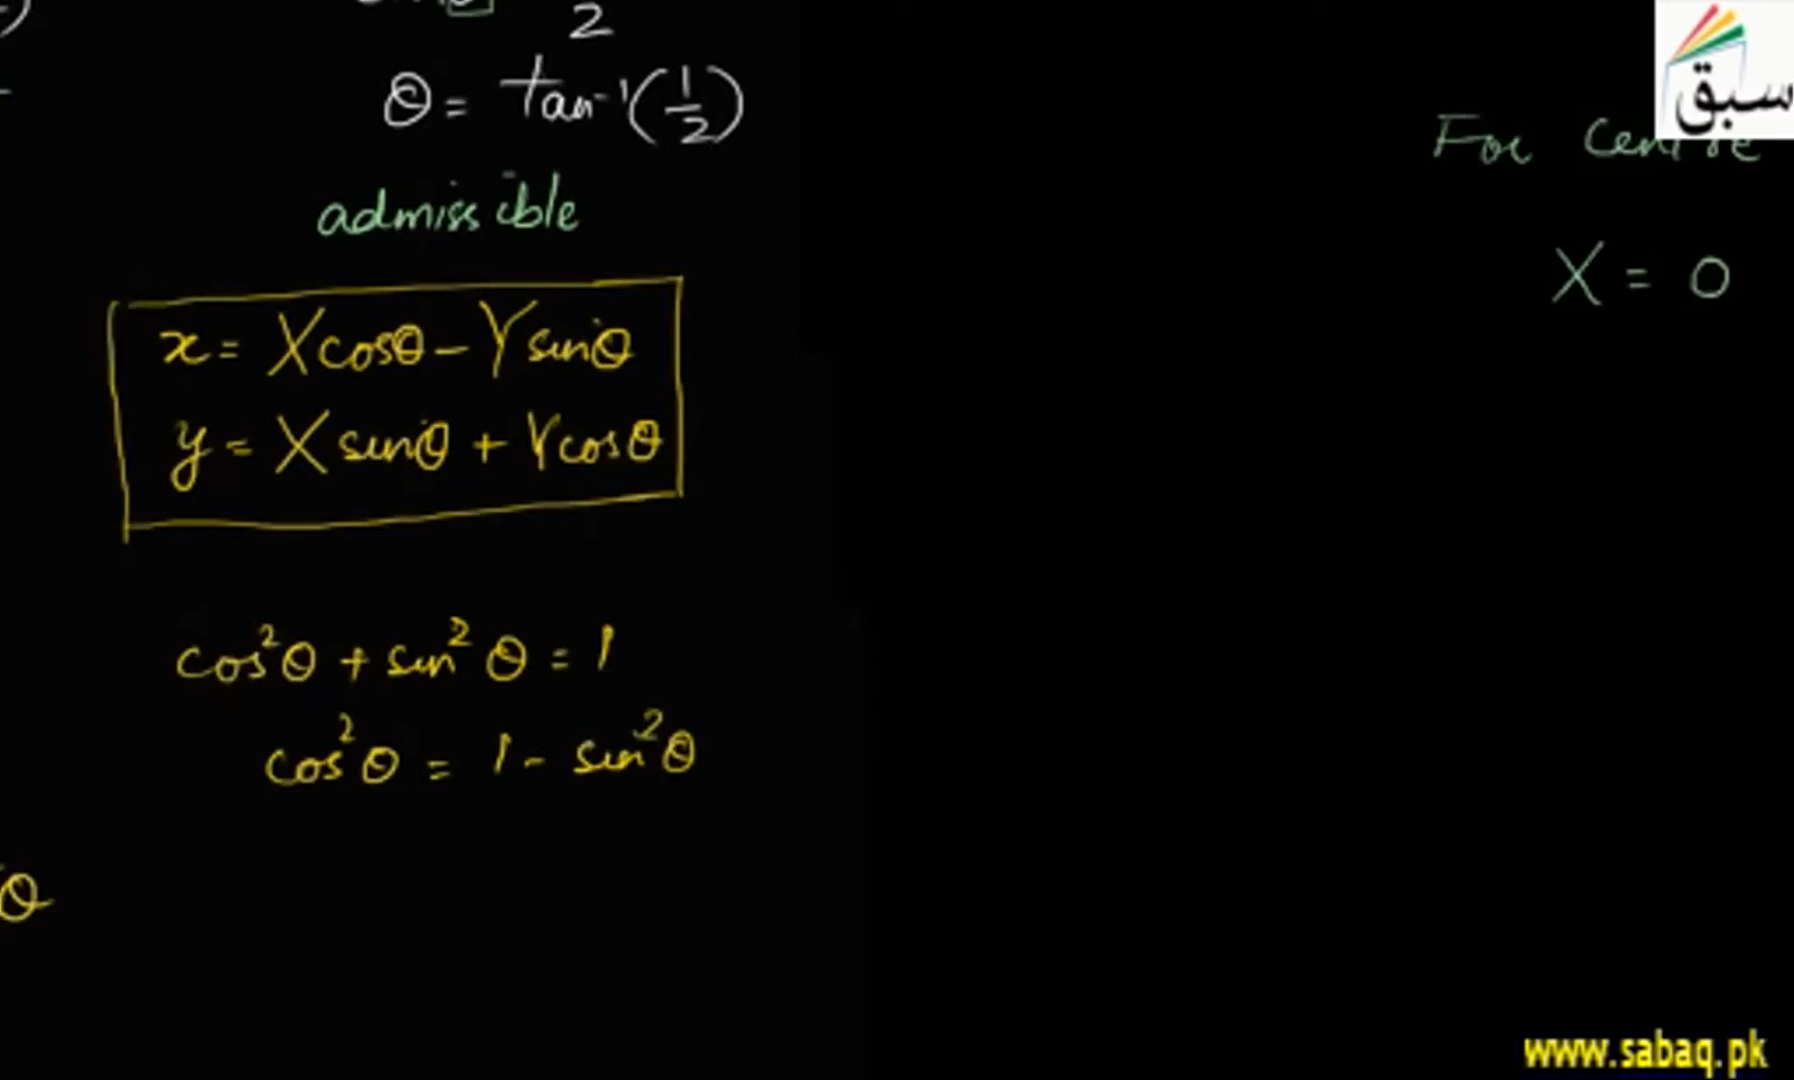 2
θ = tan⁻¹(1/2)
admissible
x = X cosθ - Y sinθ
y = X sinθ + Y cosθ
cos²θ + sin²θ = 1
cos²θ = 1 - sin²θ
θ
سبق
For Centre
X = 0
www.sabaq.pk